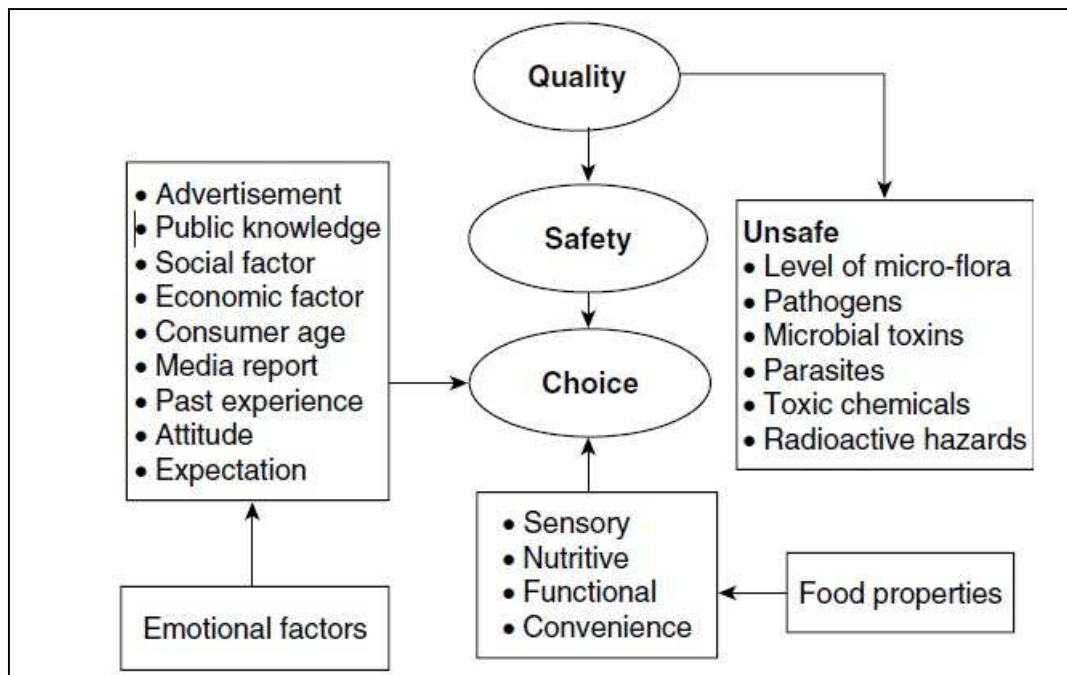 Quality
Safety
Choice
• Advertisement
• Public knowledge
• Social factor
• Economic factor
• Consumer age
• Media report
• Past experience
• Attitude
• Expectation
Unsafe
• Level of micro-flora
• Pathogens
• Microbial toxins
• Parasites
• Toxic chemicals
• Radioactive hazards
• Sensory
• Nutritive
• Functional
• Convenience
Emotional factors
Food properties